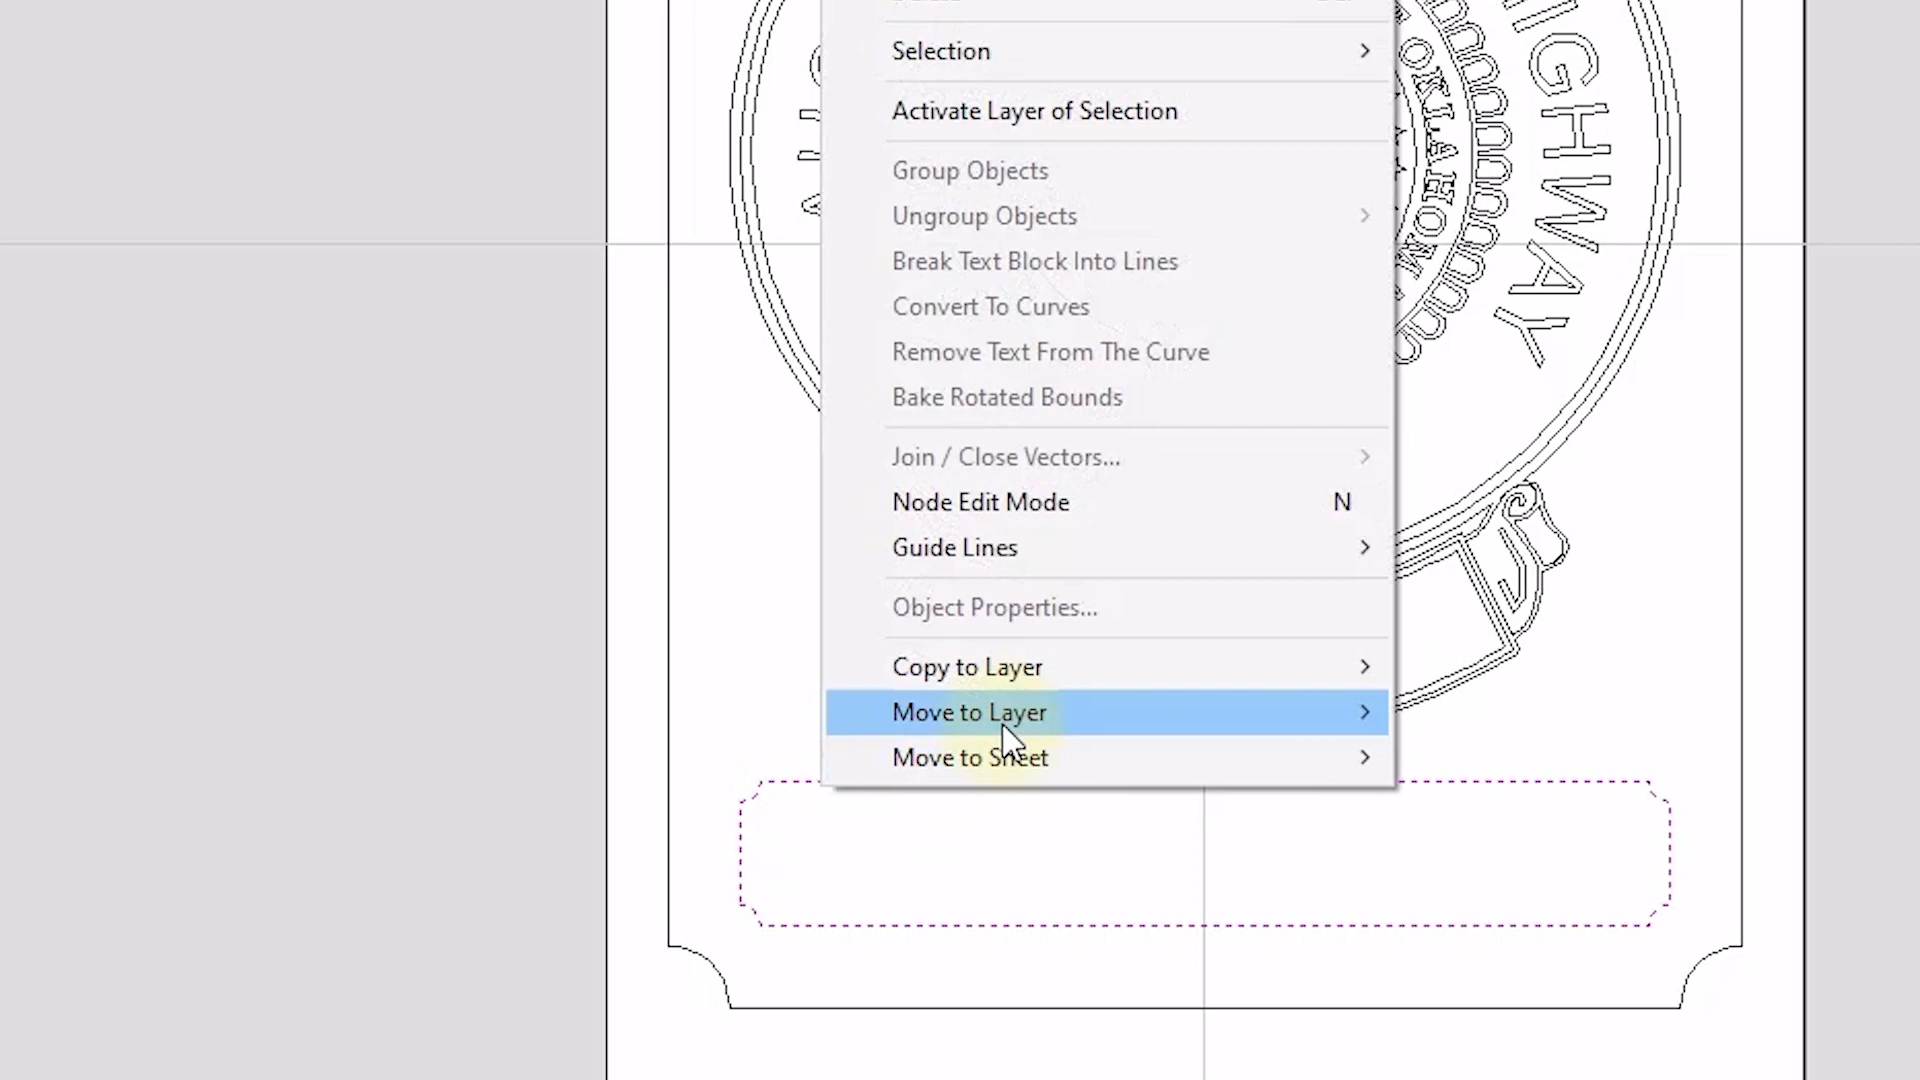 Selection
Activate Layer of Selection
Group Objects
Ungroup Objects
Break Text Block Into Lines
Convert To Curves
Remove Text From The Curve
Bake Rotated Bounds
Join / Close Vectors...
Node Edit Mode N
Guide Lines
Object Properties...
Copy to Layer
Move to Layer
Move to Sheet
HIGHWAY
OKLAHOMA